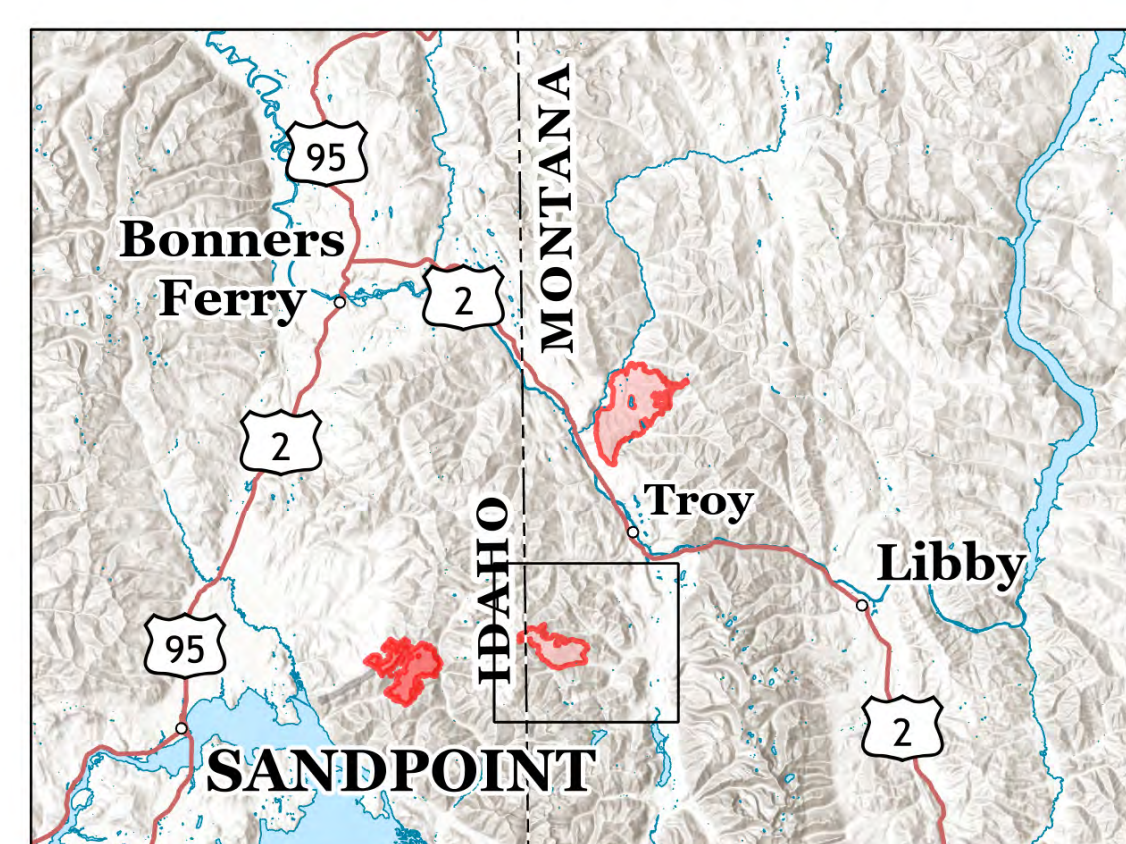 95
MONTANA
Bonners
Ferry
2
2
Troy
IDAHO
Libby
95
2
SANDPOINT